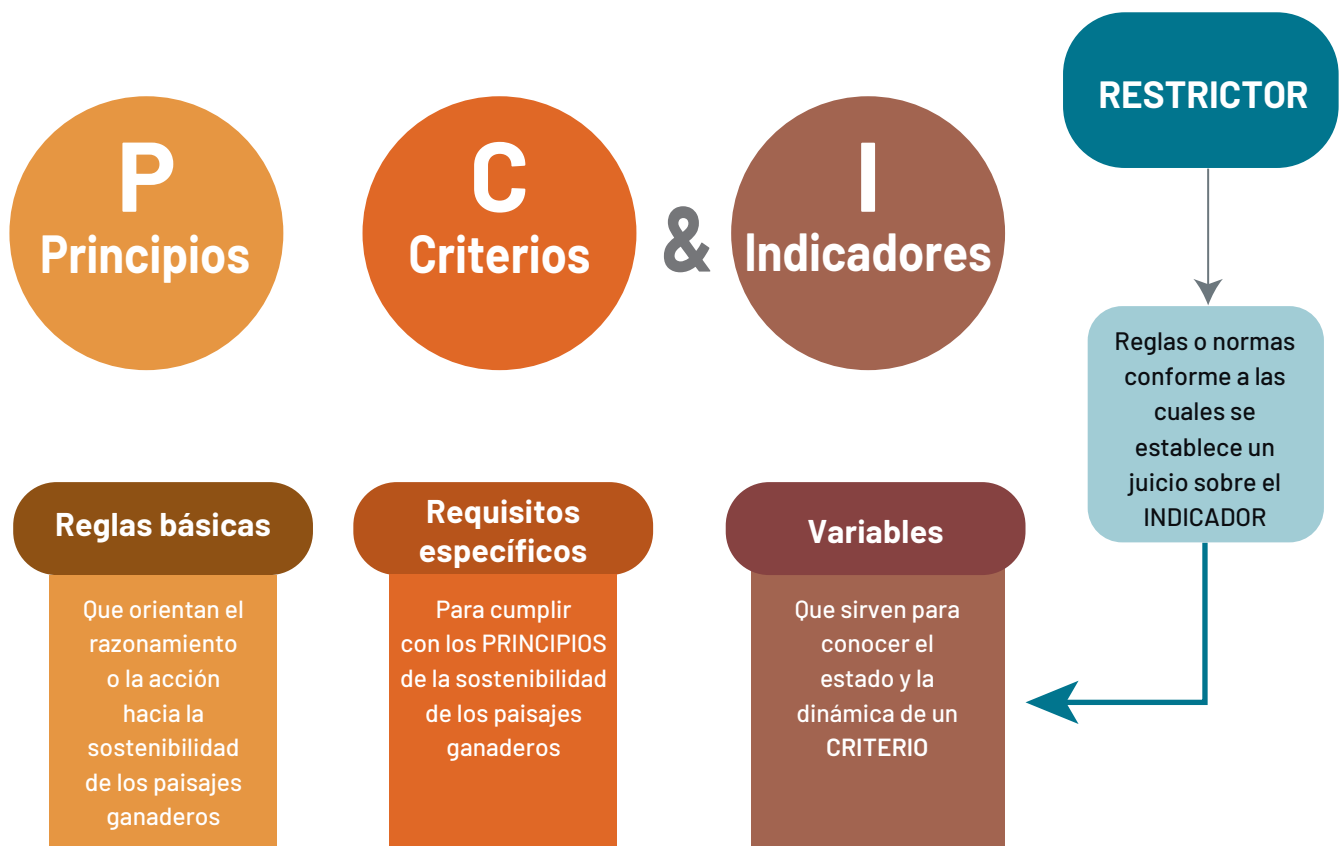 P
Principios
C
Criterios
&
I
Indicadores
RESTRICTOR
Reglas o normas
conforme a las
cuales se
establece un
juicio sobre el
INDICADOR
Reglas básicas
Que orientan el
razonamiento
o la acción
hacia la
sostenibilidad
de los paisajes
ganaderos
Requisitos
específicos
Para cumplir
con los PRINCIPIOS
de la sostenibilidad
de los paisajes
ganaderos
Variables
Que sirven para
conocer el
estado y la
dinámica de un
CRITERIO